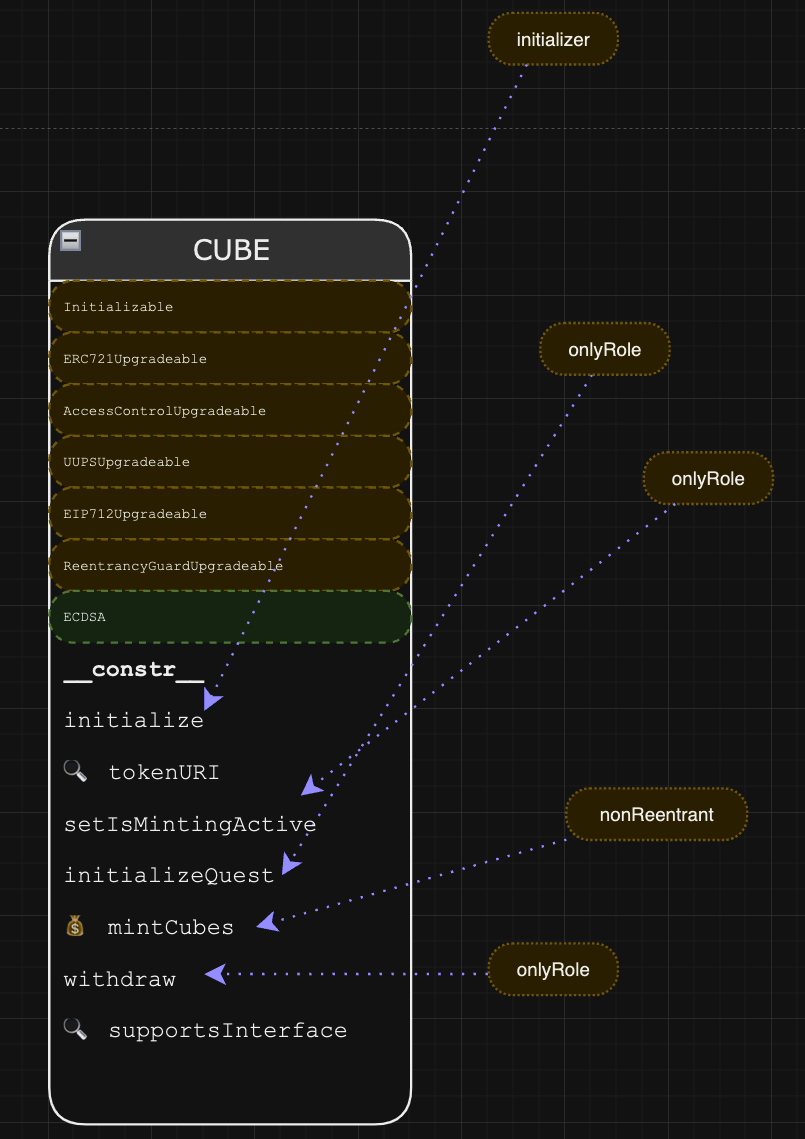 initializer
CUBE
Initializable
onlyRole
ERC721Upgradeable
AccessControlUpgradeable
UUPSUpgradeable
onlyRole
EIP712Upgradeable
ReentrancyGuardUpgradeable
ECDSA
__constr__
initialize
tokenURI
setIsMintingActive
nonReentrant
initializeQuest
mintCubes
withdraw
onlyRole
supportsInterface